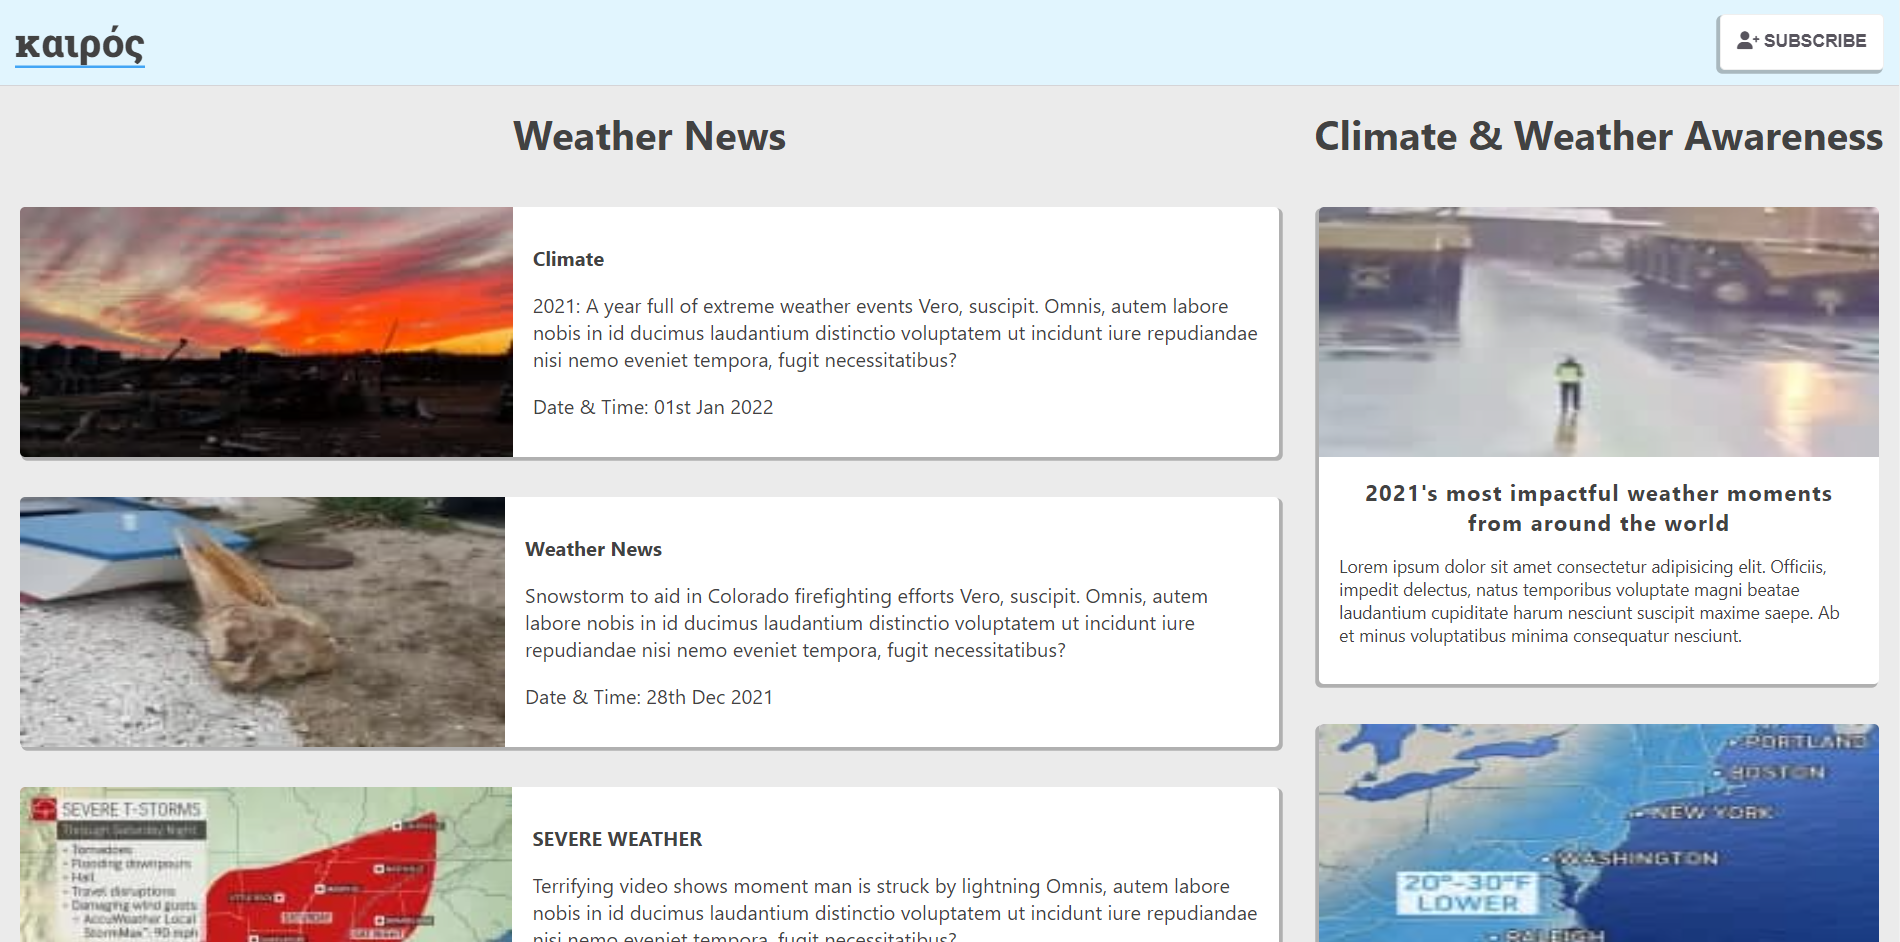 καιρός
SUBSCRIBE
Weather News
Climate
2021: A year full of extreme weather events Vero, suscipit. Omnis, autem labore
nobis in id ducimus laudantium distinctio voluptatem ut incidunt iure repudiandae
nisi nemo eveniet tempora, fugit necessitatibus?
Date & Time: 01st Jan 2022
Weather News
Snowstorm to aid in Colorado firefighting efforts Vero, suscipit. Omnis, autem
labore nobis in id ducimus laudantium distinctio voluptatem ut incidunt iure
repudiandae nisi nemo eveniet tempora, fugit necessitatibus?
Date & Time: 28th Dec 2021
SEVERE T-STORMS
Through Saturday Night
- Tornadoes
- Flooding downpours
- Hail
- Travel disruptions
- Damaging wind gusts
- AccuWeather Local
StormMax™: 90 mph
SATURDAY
SEVERE WEATHER
Terrifying video shows moment man is struck by lightning Omnis, autem labore
nobis in id ducimus laudantium distinctio voluptatem ut incidunt iure repudiandae
nisi nemo eveniet tempora, fugit necessitatibus?
Climate & Weather Awareness
2021's most impactful weather moments
from around the world
Lorem ipsum dolor sit amet consectetur adipisicing elit. Officiis,
impedit delectus, natus temporibus voluptate magni beatae
laudantium cupiditate harum nesciunt suscipit maxime saepe. Ab
et minus voluptatibus minima consequatur nesciunt.
PORTLAND
BOSTON
NEW YORK
WASHINGTON
20°-30°F
LOWER
RALEIGH